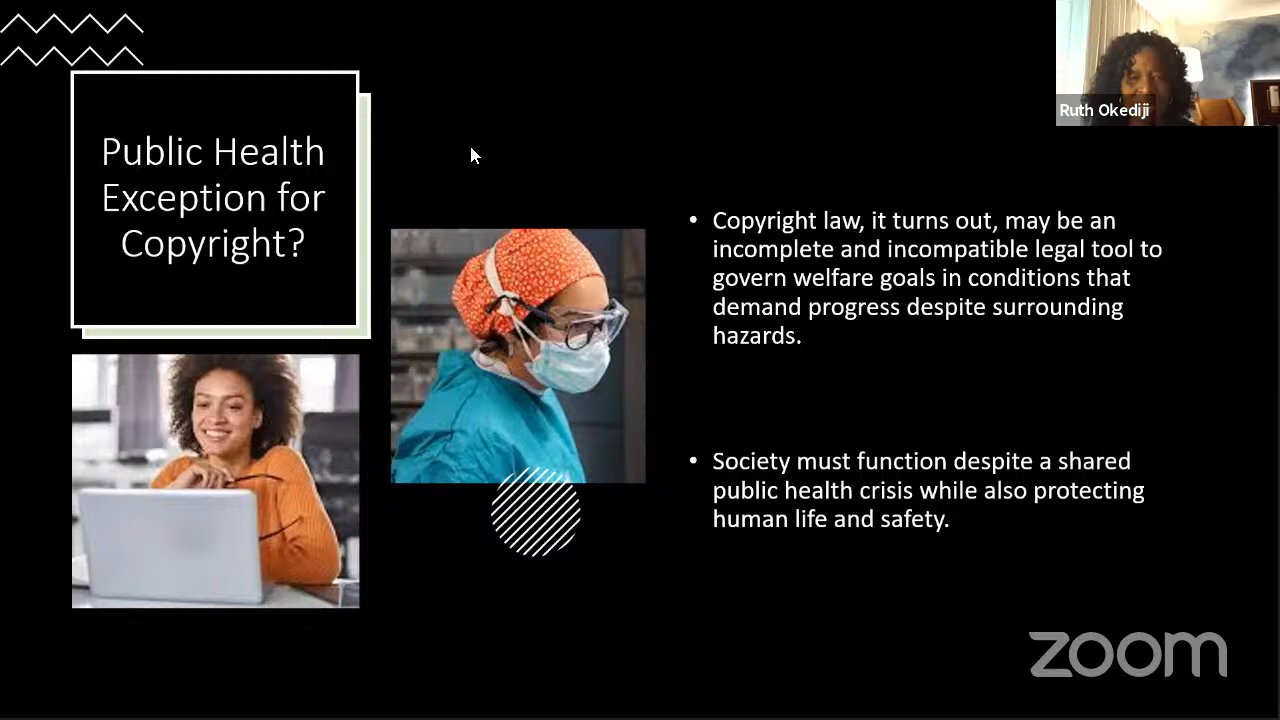 Public Health
Exception for
Copyright?
Ruth Okediji
• Copyright law, it turns out, may be an
incomplete and incompatible legal tool to
govern welfare goals in conditions that
demand progress despite surrounding
hazards.
• Society must function despite a shared
public health crisis while also protecting
human life and safety.
zoom